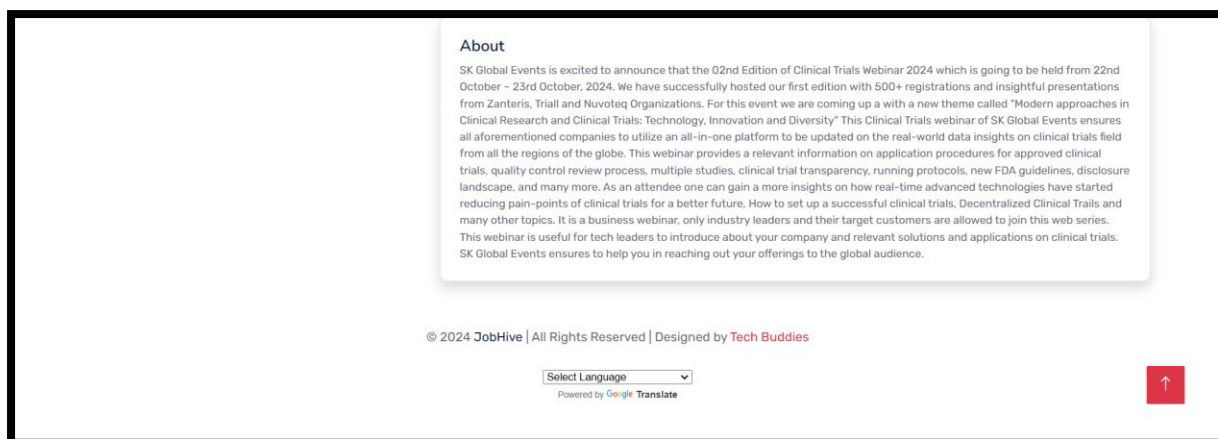 About
SK Global Events is excited to announce that the 02nd Edition of Clinical Trials Webinar 2024 which is going to be held from 22nd
October – 23rd October, 2024. We have successfully hosted our first edition with 500+ registrations and insightful presentations
from Zanteris, Triall and Nuvoteq Organizations. For this event we are coming up a with a new theme called "Modern approaches in
Clinical Research and Clinical Trials: Technology, Innovation and Diversity" This Clinical Trials webinar of SK Global Events ensures
all aforementioned companies to utilize an all-in-one platform to be updated on the real-world data insights on clinical trials field
from all the regions of the globe. This webinar provides a relevant information on application procedures for approved clinical
trials, quality control review process, multiple studies, clinical trial transparency, running protocols, new FDA guidelines, disclosure
landscape, and many more. As an attendee one can gain a more insights on how real-time advanced technologies have started
reducing pain-points of clinical trials for a better future, How to set up a successful clinical trials, Decentralized Clinical Trails and
many other topics. It is a business webinar, only industry leaders and their target customers are allowed to join this web series.
This webinar is useful for tech leaders to introduce about your company and relevant solutions and applications on clinical trials.
SK Global Events ensures to help you in reaching out your offerings to the global audience.
© 2024 JobHive | All Rights Reserved | Designed by Tech Buddies
Select Language
Powered by Google Translate